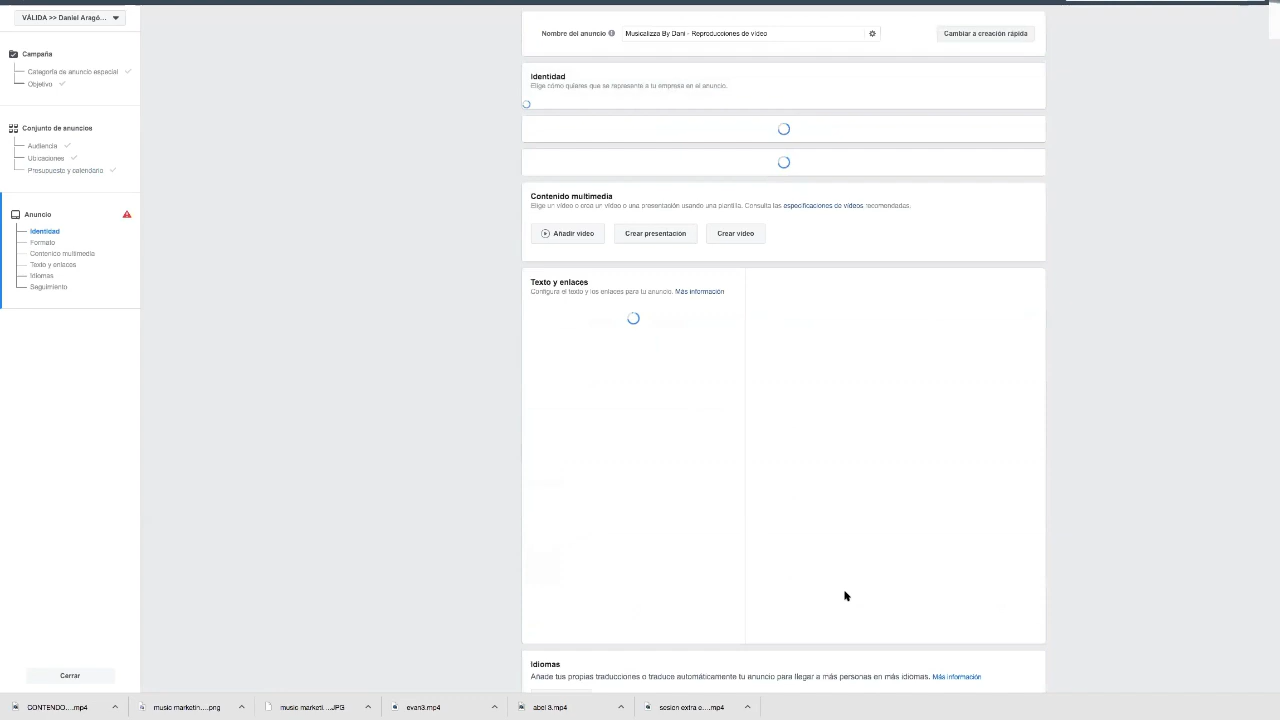 VÁLIDA >> Daniel Aragó...
Campaña
Categoría de anuncio especial
Objetivo
Conjunto de anuncios
Audiencia
Ubicaciones
Presupuesto y calendario
Anuncio
Identidad
Formato
Contenido multimedia
Texto y enlaces
Idiomas
Seguimiento
Cerrar
Nombre del anuncio
Musicalizza By Dani - Reproducciones de vídeo
Cambiar a creación rápida
Identidad
Elige cómo quieres que se represente a tu empresa en el anuncio.
Contenido multimedia
Elige un vídeo o crea un vídeo o una presentación usando una plantilla. Consulta las especificaciones de vídeos recomendadas.
Añadir vídeo
Crear presentación
Crear vídeo
Texto y enlaces
Configura el texto y los enlaces para tu anuncio. Más información
Idiomas
Añade tus propias traducciones o traduce automáticamente tu anuncio para llegar a más personas en más idiomas. Más información
CONTENDO....mp4
music marketin....png
music marketi....JPG
evan3.mp4
abel 3.mp4
sesion extra e....mp4